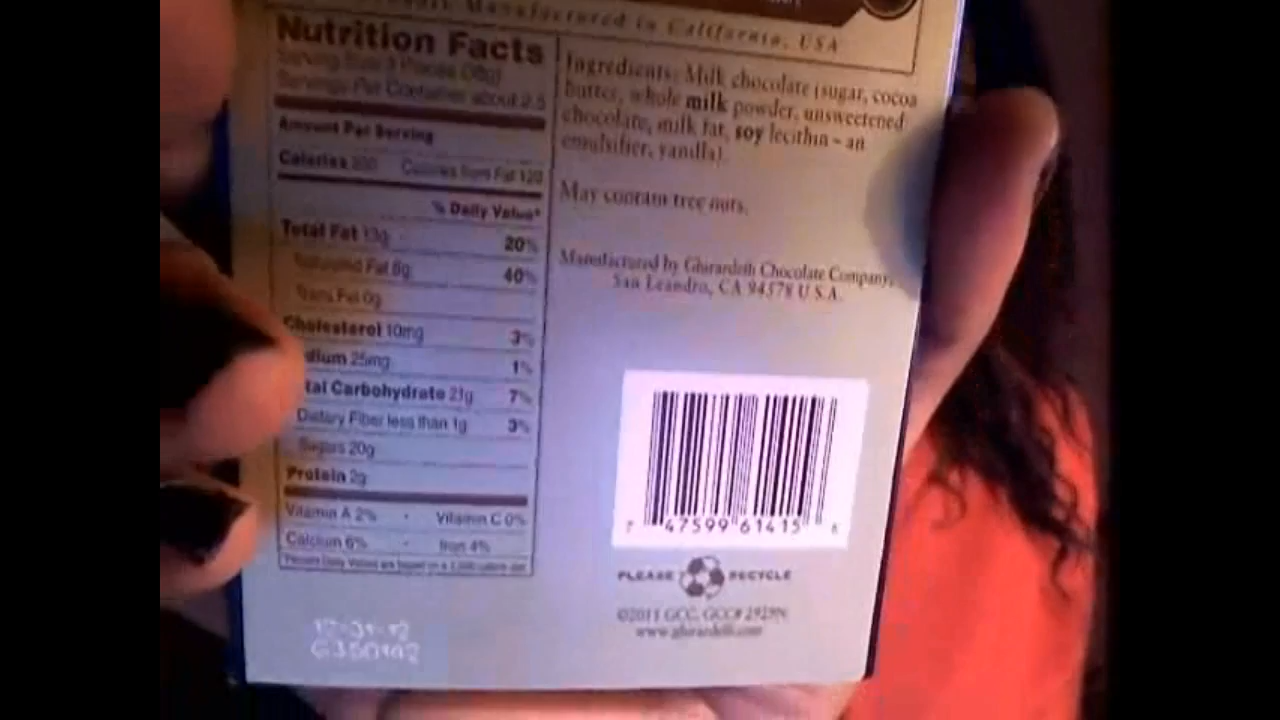 Manufactured in California, USA
Nutrition Facts
Serving Size 3 Pieces (38g)
Servings Per Container about 2.5
Amount Per Serving
Calories 200 Calories from Fat 120
% Daily Value*
Total Fat 13g 20%
Saturated Fat 8g 40%
Trans Fat 0g
Cholesterol 10mg 3%
dium 25mg 1%
tal Carbohydrate 21g 7%
Dietary Fiber less than 1g 3%
Sugars 20g
Protein 2g
Vitamin A 2% · Vitamin C 0%
Calcium 6% · Iron 4%
Percent Daily Values are based on a 2,000 calorie diet
Ingredients: Milk chocolate (sugar, cocoa
butter, whole milk powder, unsweetened
chocolate, milk fat, soy lecithin - an
emulsifier, vanilla).
May contain tree nuts.
Manufactured by Ghirardelli Chocolate Company,
San Leandro, CA 94578 U.S.A.
7 47599 61415 6
PLEASE RECYCLE
©2011 GCC. GCC# 2929N
www.ghirardelli.com
12-31-12